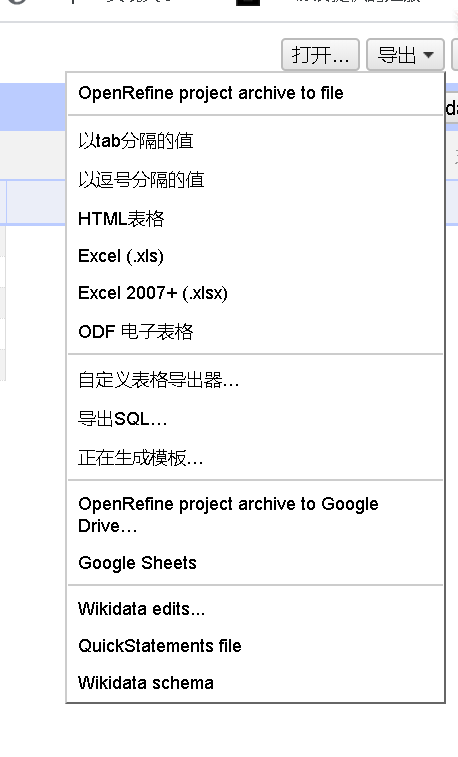 打开...
导出
OpenRefine project archive to file
以tab分隔的值
以逗号分隔的值
HTML表格
Excel (.xls)
Excel 2007+ (.xlsx)
ODF 电子表格
自定义表格导出器...
导出SQL...
正在生成模板...
OpenRefine project archive to Google
Drive...
Google Sheets
Wikidata edits...
QuickStatements file
Wikidata schema